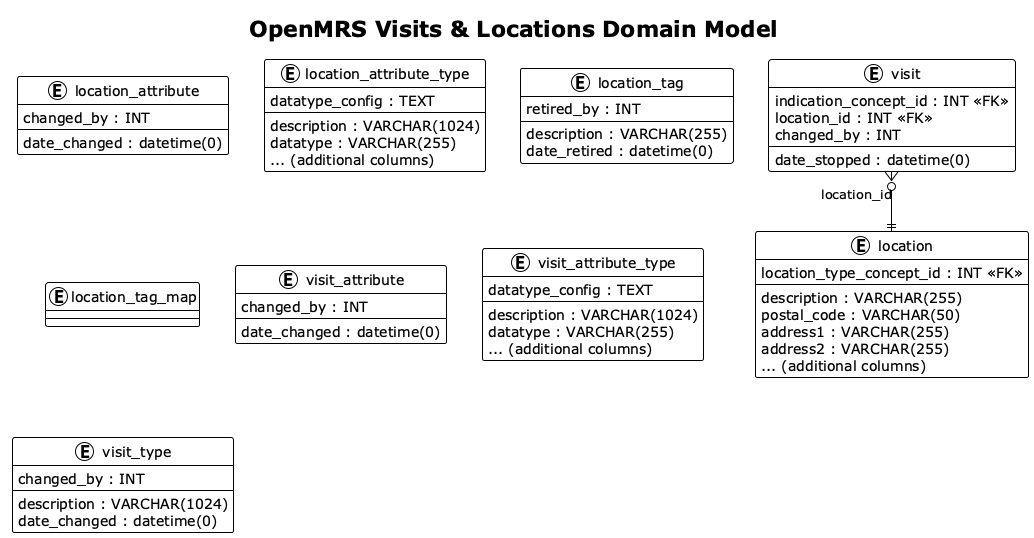 OpenMRS Visits & Locations Domain Model
E location_attribute
changed_by : INT
date_changed : datetime(0)
E location_attribute_type
datatype_config : TEXT
description : VARCHAR(1024)
datatype : VARCHAR(255)
... (additional columns)
E location_tag
retired_by : INT
description : VARCHAR(255)
date_retired : datetime(0)
E visit
indication_concept_id : INT «FK»
location_id : INT «FK»
changed_by : INT
date_stopped : datetime(0)
location_id
E location_tag_map
E visit_attribute
changed_by : INT
date_changed : datetime(0)
E visit_attribute_type
datatype_config : TEXT
description : VARCHAR(1024)
datatype : VARCHAR(255)
... (additional columns)
E location
location_type_concept_id : INT «FK»
description : VARCHAR(255)
postal_code : VARCHAR(50)
address1 : VARCHAR(255)
address2 : VARCHAR(255)
... (additional columns)
E visit_type
changed_by : INT
description : VARCHAR(1024)
date_changed : datetime(0)